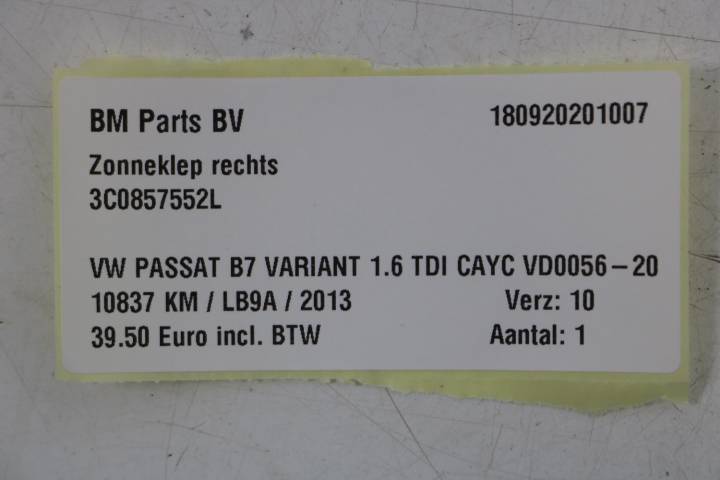 BM Parts BV 180920201007
Zonneklep rechts
3C0857552L
VW PASSAT B7 VARIANT 1.6 TDI CAYC VD0056-20
10837 KM / LB9A / 2013 Verz: 10
39.50 Euro incl. BTW Aantal: 1